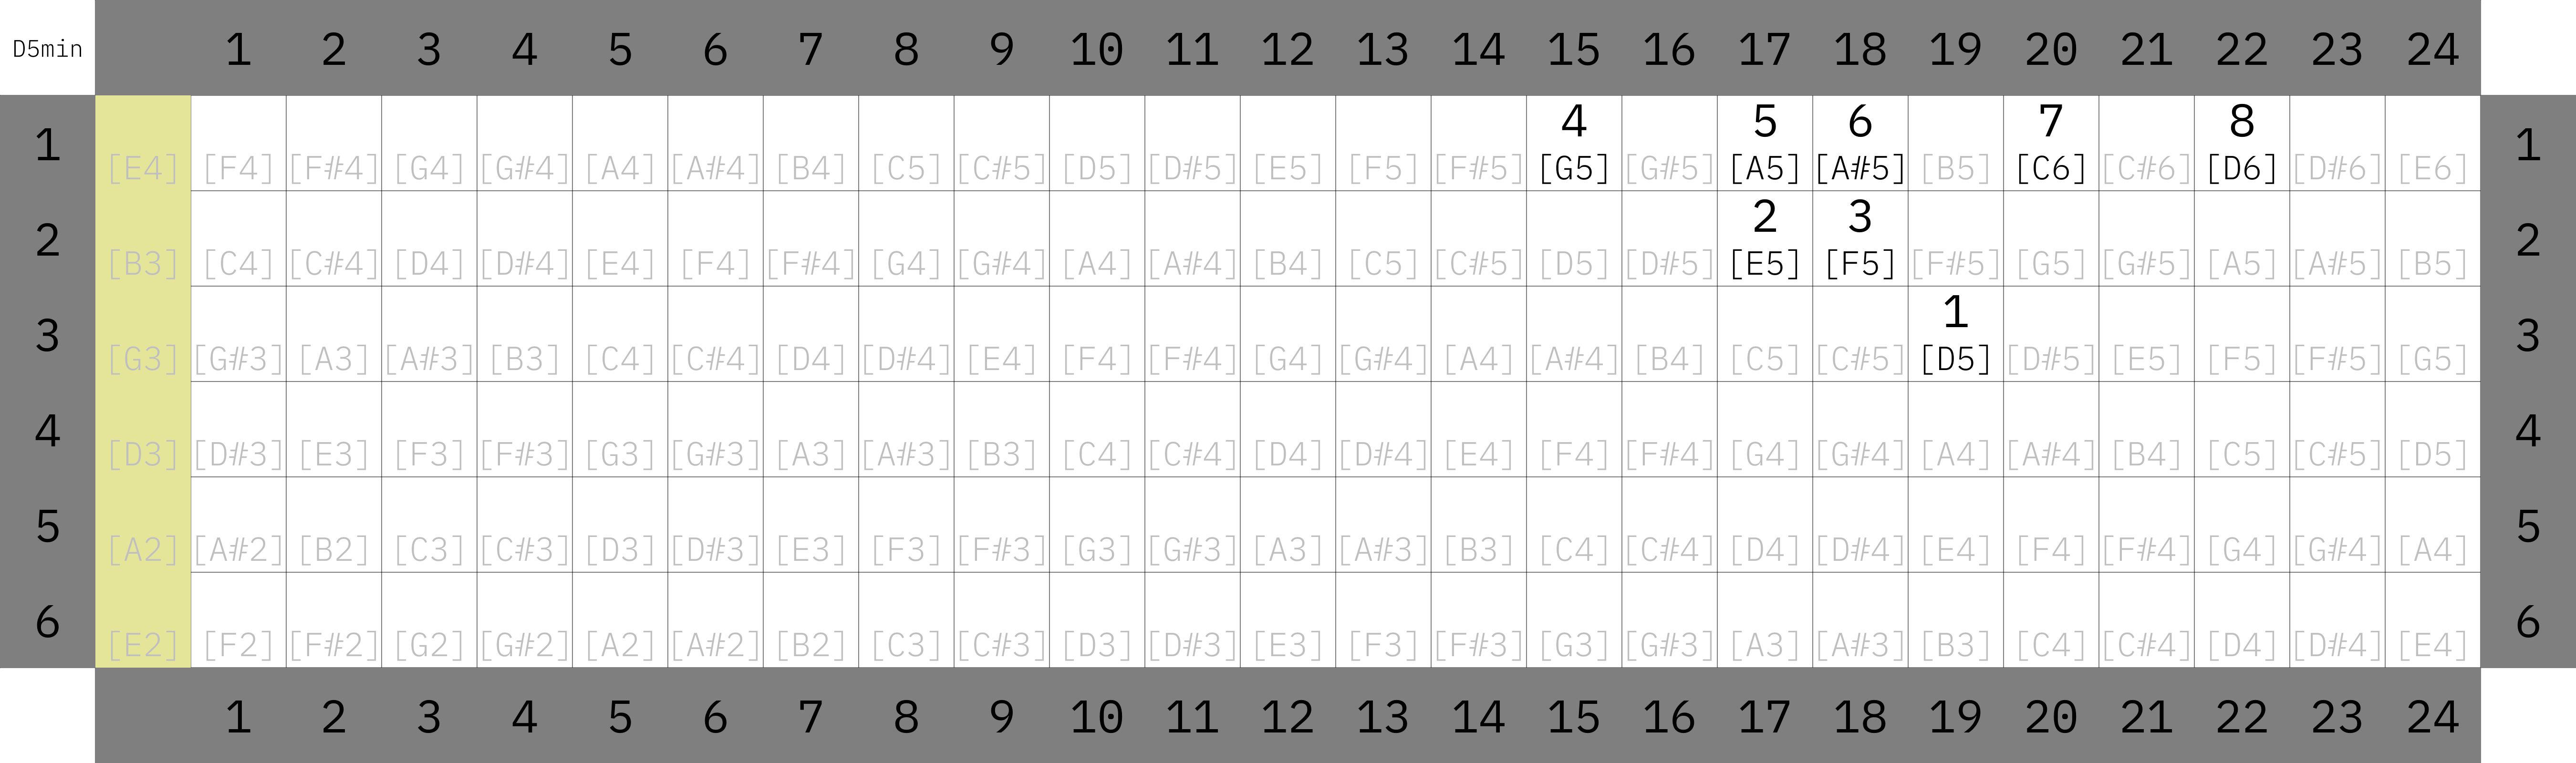 D5min 1 2 3 4 5 6 7 8 9 10 11 12 13 14 15 16 17 18 19 20 21 22 23 24
4 5 6 7 8
1 [E4] [F4] [F#4] [G4] [G#4] [A4] [A#4] [B4] [C5] [C#5] [D5] [D#5] [E5] [F5] [F#5] [G5] [G#5] [A5] [A#5] [B5] [C6] [C#6] [D6] [D#6] [E6] 1
2 3
2 [B3] [C4] [C#4] [D4] [D#4] [E4] [F4] [F#4] [G4] [G#4] [A4] [A#4] [B4] [C5] [C#5] [D5] [D#5] [E5] [F5] [F#5] [G5] [G#5] [A5] [A#5] [B5] 2
1
3 [G3] [G#3] [A3] [A#3] [B3] [C4] [C#4] [D4] [D#4] [E4] [F4] [F#4] [G4] [G#4] [A4] [A#4] [B4] [C5] [C#5] [D5] [D#5] [E5] [F5] [F#5] [G5] 3
4 [D3] [D#3] [E3] [F3] [F#3] [G3] [G#3] [A3] [A#3] [B3] [C4] [C#4] [D4] [D#4] [E4] [F4] [F#4] [G4] [G#4] [A4] [A#4] [B4] [C5] [C#5] [D5] 4
5 [A2] [A#2] [B2] [C3] [C#3] [D3] [D#3] [E3] [F3] [F#3] [G3] [G#3] [A3] [A#3] [B3] [C4] [C#4] [D4] [D#4] [E4] [F4] [F#4] [G4] [G#4] [A4] 5
6 [E2] [F2] [F#2] [G2] [G#2] [A2] [A#2] [B2] [C3] [C#3] [D3] [D#3] [E3] [F3] [F#3] [G3] [G#3] [A3] [A#3] [B3] [C4] [C#4] [D4] [D#4] [E4] 6
1 2 3 4 5 6 7 8 9 10 11 12 13 14 15 16 17 18 19 20 21 22 23 24